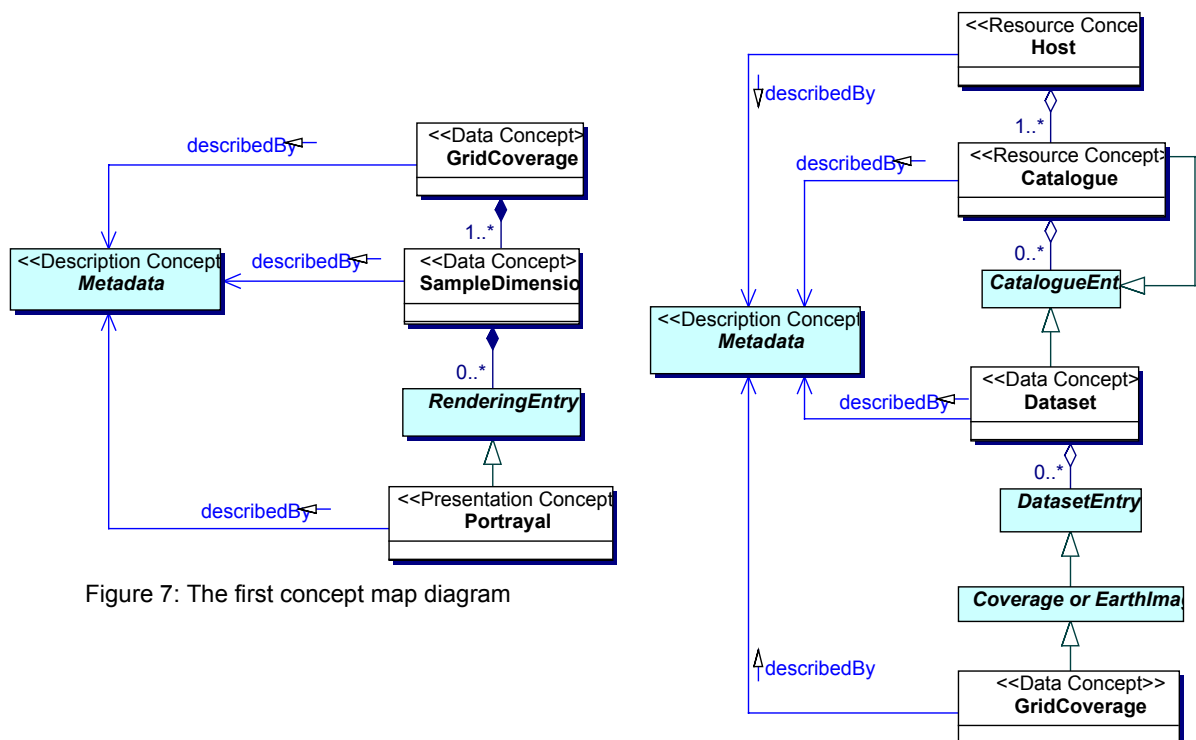 describedBy
<<Data Concept>
GridCoverage
1..*
<<Description Concept
Metadata
describedBy
<<Data Concept>
SampleDimensio
0..*
RenderingEntry
describedBy
<<Presentation Concept
Portrayal
Figure 7: The first concept map diagram
<<Resource Conce
Host
describedBy
1..*
describedBy
<<Resource Concept>
Catalogue
0..*
CatalogueEnt
<<Description Concept
Metadata
describedBy
<<Data Concept>
Dataset
0..*
DatasetEntry
Coverage or EarthImag
describedBy
<<Data Concept>>
GridCoverage